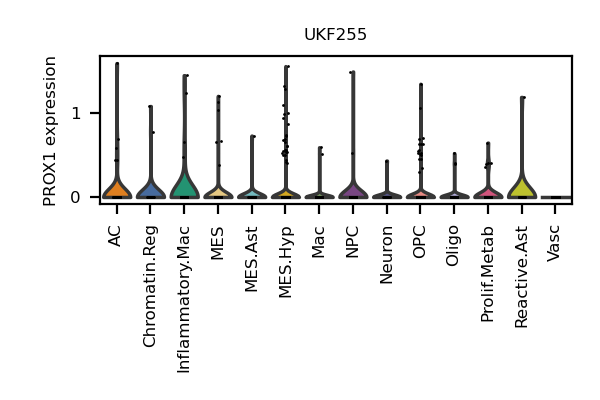 UKF255
PROX1 expression
1
0
AC
Chromatin.Reg
Inflammatory.Mac
MES
MES.Ast
MES.Hyp
Mac
NPC
Neuron
OPC
Oligo
Prolif.Metab
Reactive.Ast
Vasc